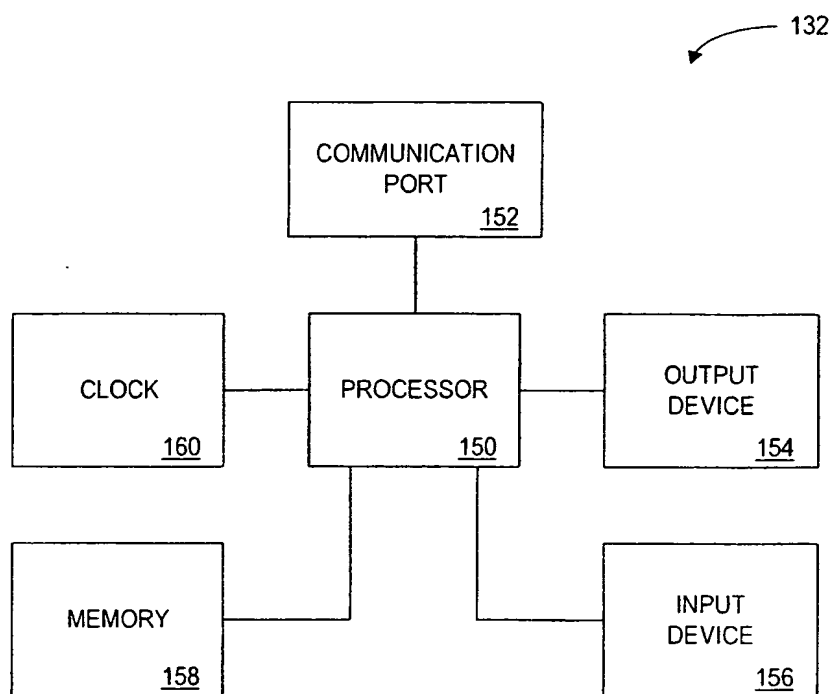 132
COMMUNICATION
PORT
152
CLOCK
160
PROCESSOR
150
OUTPUT
DEVICE
154
MEMORY
158
INPUT
DEVICE
156